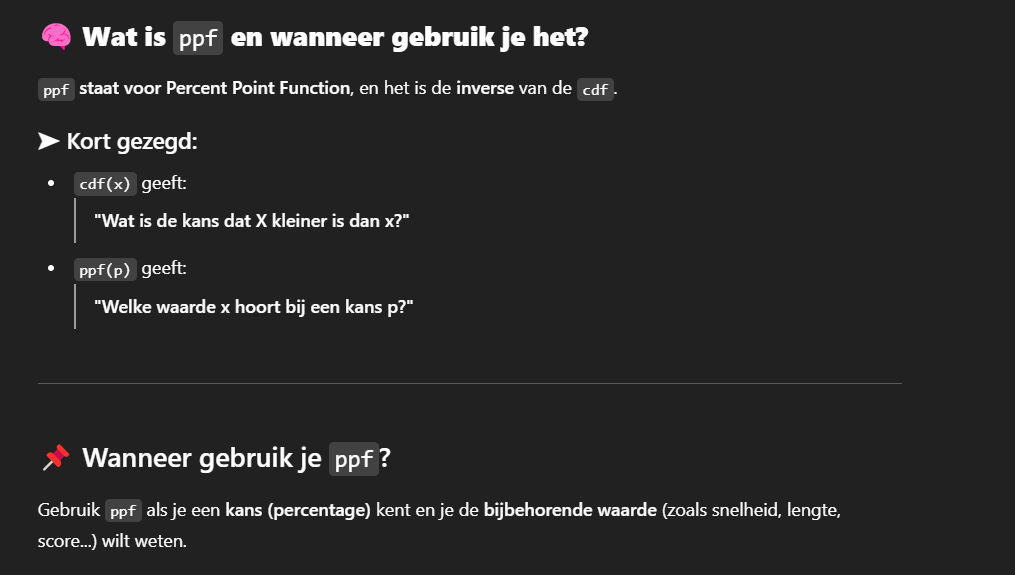 🧠 Wat is ppf en wanneer gebruik je het?
ppf staat voor Percent Point Function, en het is de inverse van de cdf.
➤ Kort gezegd:
• cdf(x) geeft:
"Wat is de kans dat X kleiner is dan x?"
• ppf(p) geeft:
"Welke waarde x hoort bij een kans p?"
📌 Wanneer gebruik je ppf?
Gebruik ppf als je een kans (percentage) kent en je de bijbehorende waarde (zoals snelheid, lengte,
score...) wilt weten.